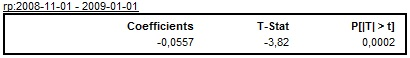 rp:2008-11-01 - 2009-01-01
Coefficients T-Stat P[|T| > t]
-0,0557 -3,82 0,0002